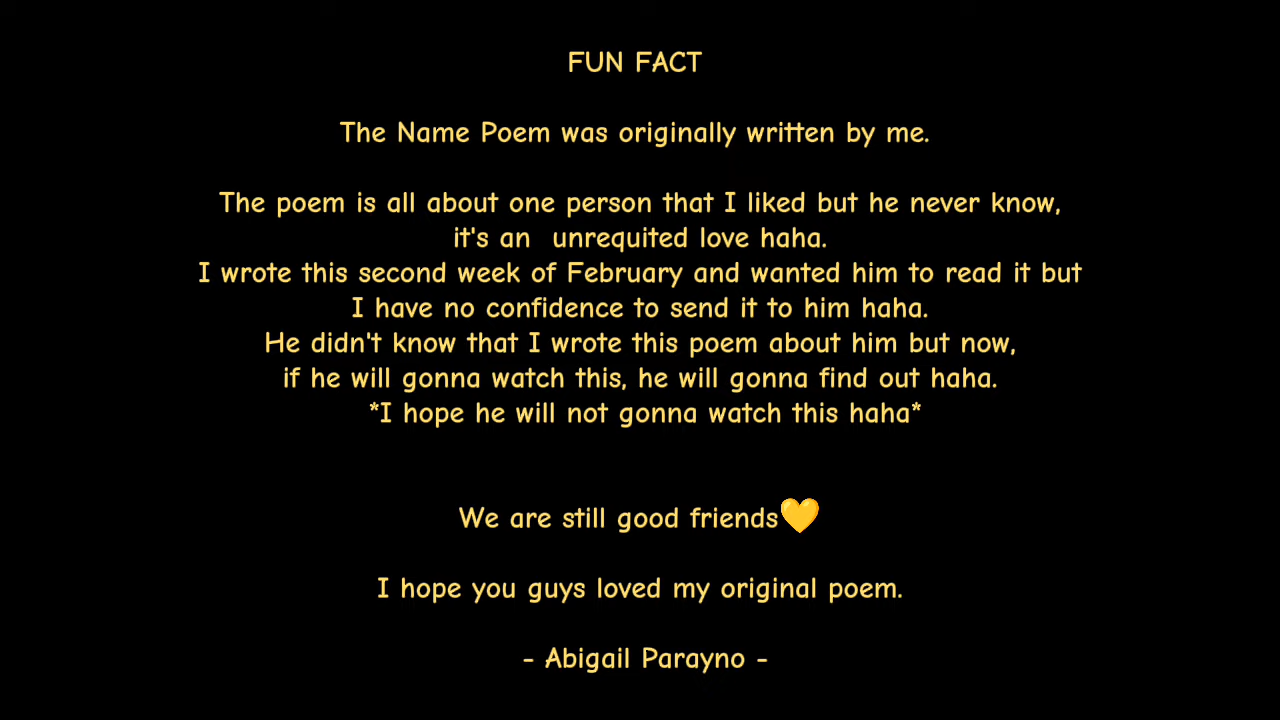 FUN FACT
The Name Poem was originally written by me.
The poem is all about one person that I liked but he never know,
it's an  unrequited love haha.
I wrote this second week of February and wanted him to read it but
I have no confidence to send it to him haha.
He didn't know that I wrote this poem about him but now,
if he will gonna watch this, he will gonna find out haha.
*I hope he will not gonna watch this haha*
We are still good friends💛
I hope you guys loved my original poem.
- Abigail Parayno -